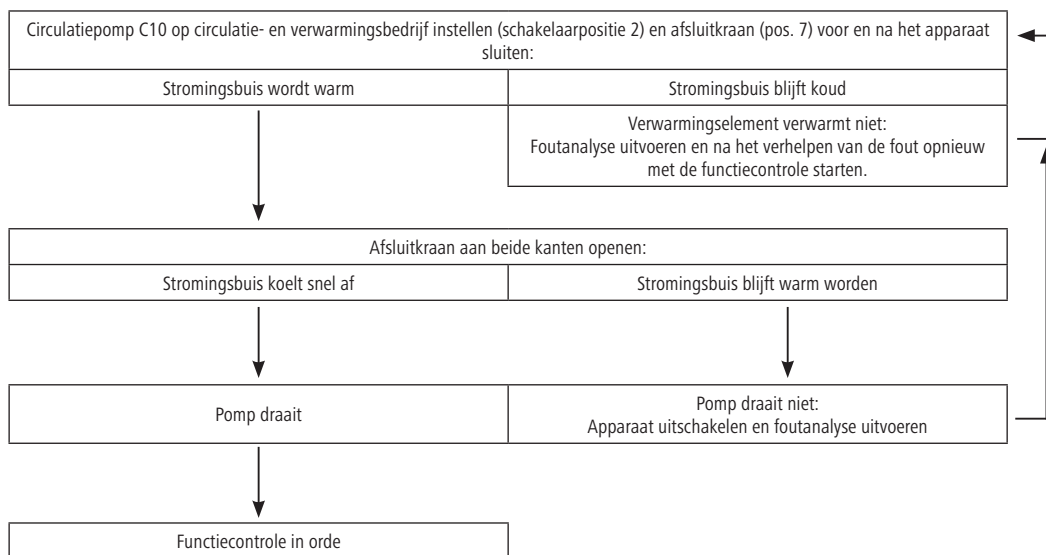 Circulatiepomp C10 op circulatie- en verwarmingsbedrijf instellen (schakelaarpositie 2) en afsluitkraan (pos. 7) voor en na het apparaat
sluiten:
Stromingsbuis wordt warm
Stromingsbuis blijft koud
Verwarmingselement verwarmt niet:
Foutanalyse uitvoeren en na het verhelpen van de fout opnieuw
met de functiecontrole starten.
Afsluitkraan aan beide kanten openen:
Stromingsbuis koelt snel af
Stromingsbuis blijft warm worden
Pomp draait
Pomp draait niet:
Apparaat uitschakelen en foutanalyse uitvoeren
Functiecontrole in orde